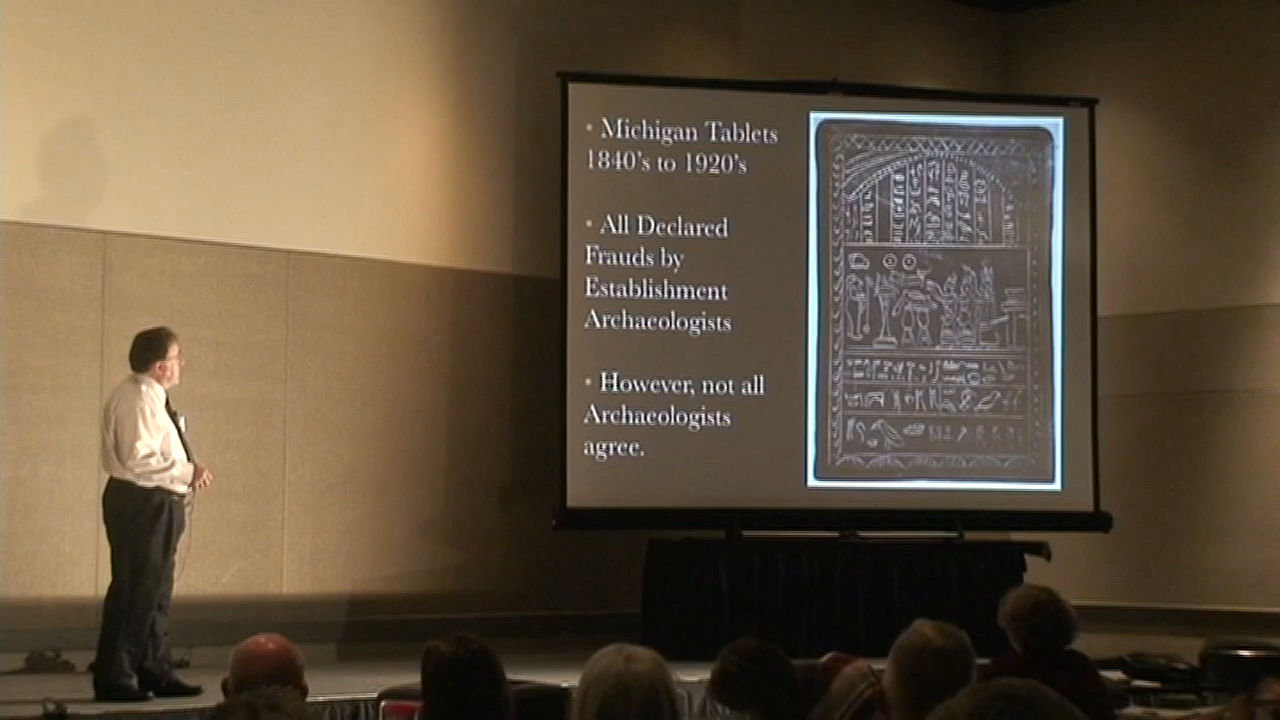 • Michigan Tablets
1840's to 1920's
• All Declared
Frauds by
Establishment
Archaeologists
• However, not all
Archaeologists
agree.